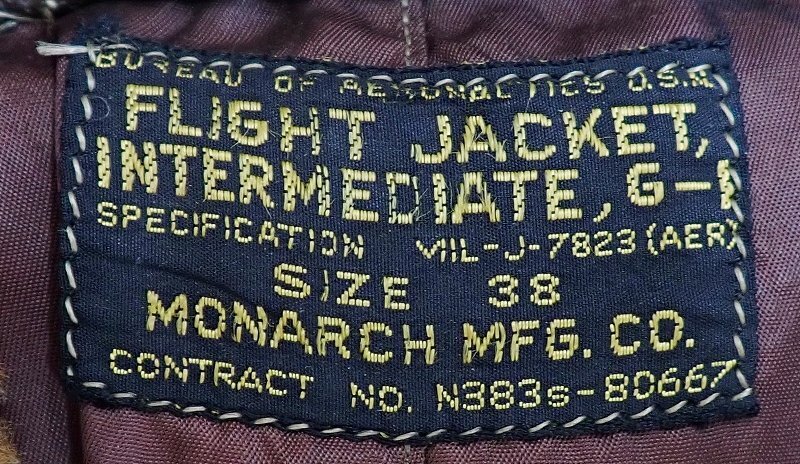 BUREAU OF AERONAUTICS U.S.N.
FLIGHT JACKET,
INTERMEDIATE, G-1
SPECIFICATION MIL-J-7823(AER)
SIZE 38
MONARCH MFG. CO.
CONTRACT NO. N383s-80667